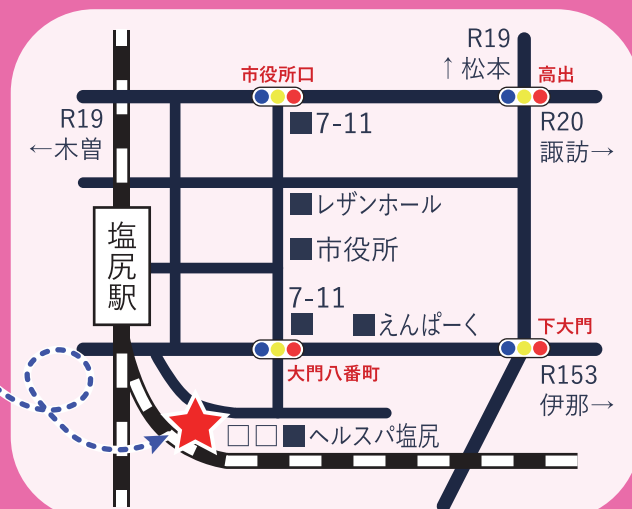 R19
↑松本
市役所口
高出
R19
←木曽
7-11
R20
諏訪→
レザンホール
塩尻駅
市役所
7-11
えんぱーく
下大門
大門八番町
R153
伊那→
□□■ヘルスパ塩尻